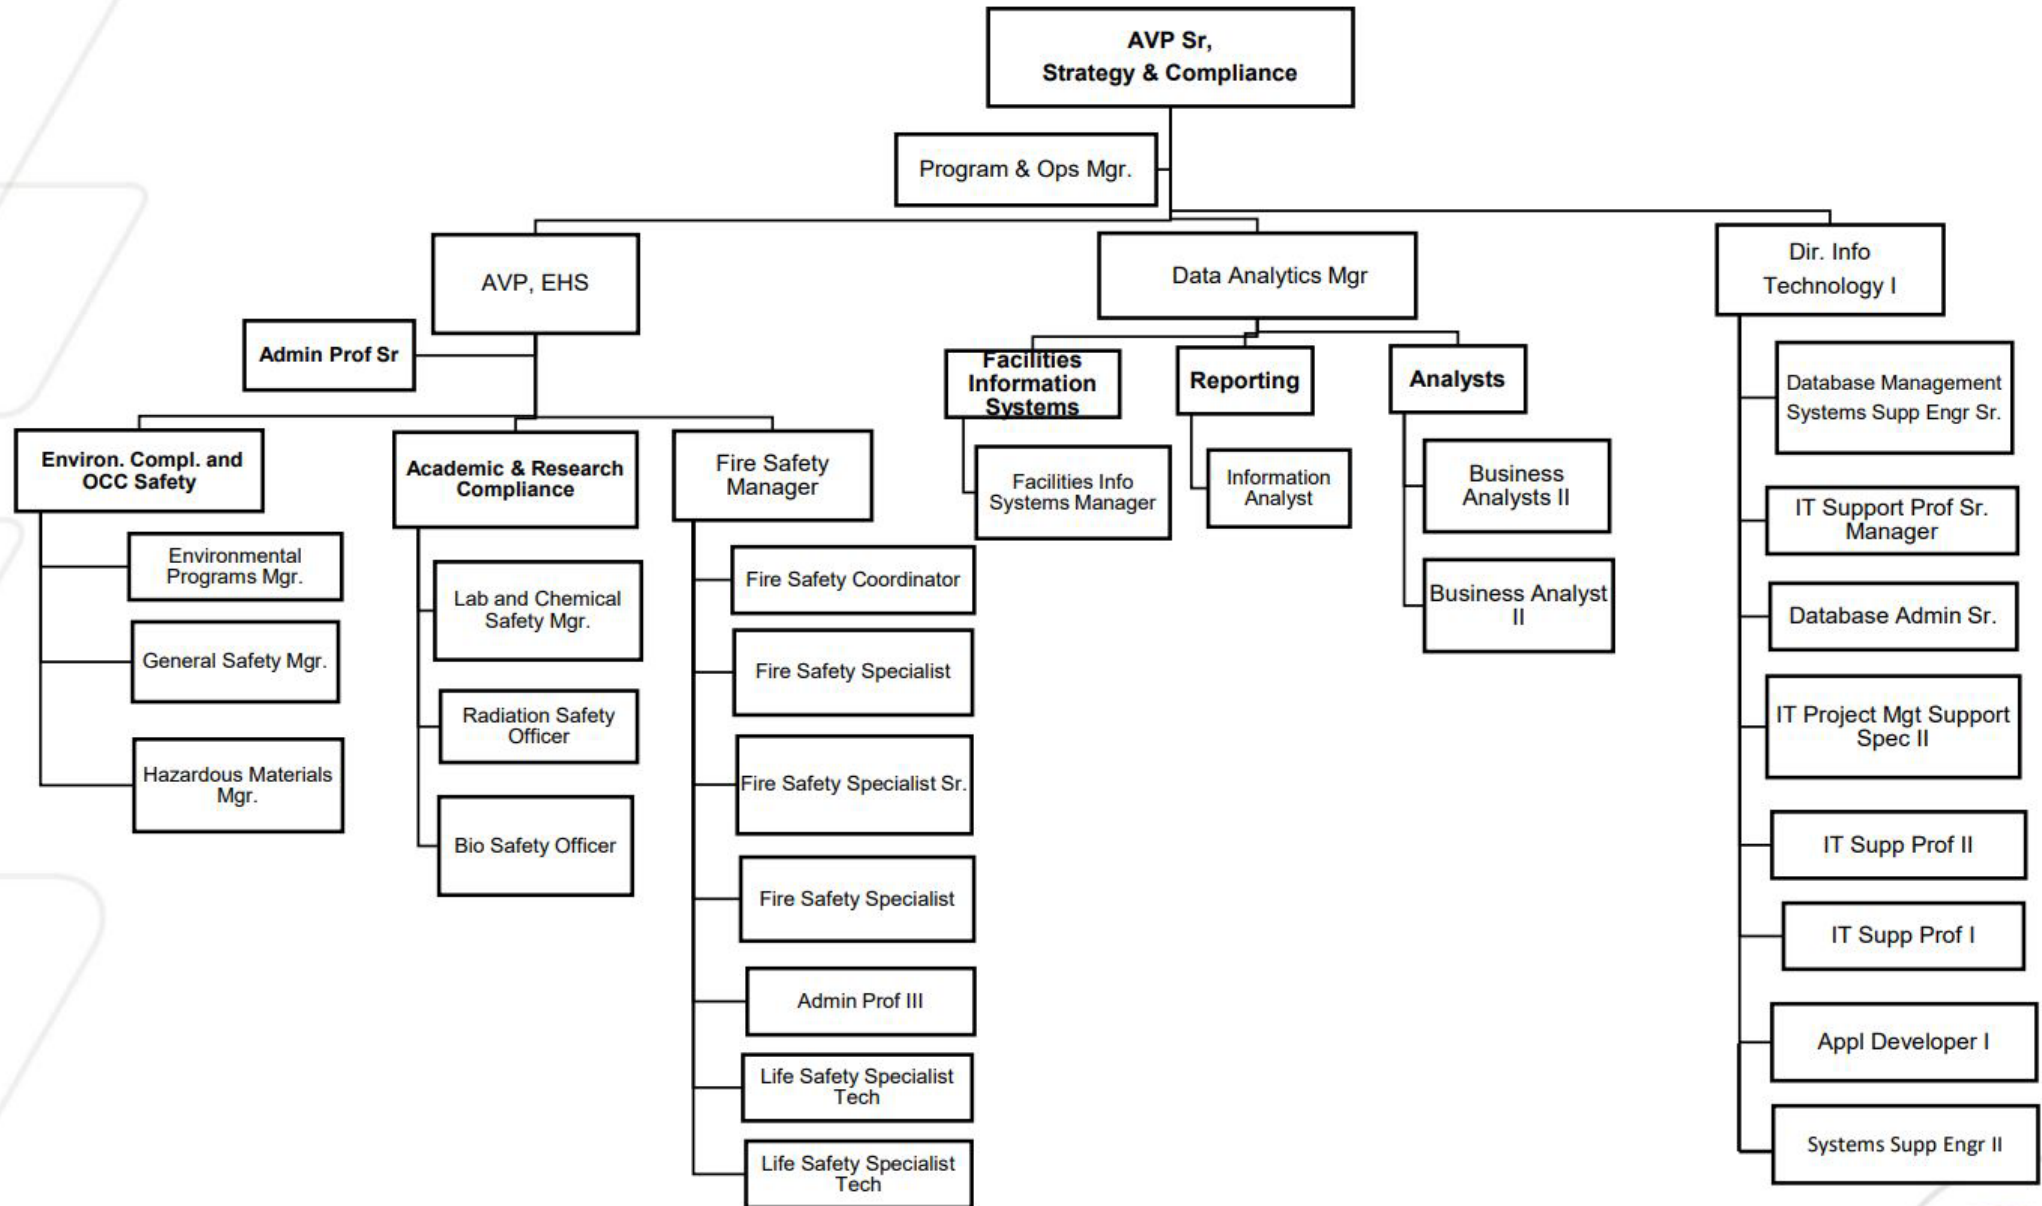 AVP Sr,
Strategy & Compliance
Program & Ops Mgr.
AVP, EHS
Data Analytics Mgr
Dir. Info
Technology I
Admin Prof Sr
Environ. Compl. and
OCC Safety
Environmental
Programs Mgr.
General Safety Mgr.
Hazardous Materials
Mgr.
Academic & Research
Compliance
Lab and Chemical
Safety Mgr.
Radiation Safety
Officer
Bio Safety Officer
Fire Safety
Manager
Fire Safety Coordinator
Fire Safety Specialist
Fire Safety Specialist Sr.
Fire Safety Specialist
Admin Prof III
Life Safety Specialist
Tech
Life Safety Specialist
Tech
Facilities
Information
Systems
Facilities Info
Systems Manager
Reporting
Information
Analyst
Analysts
Business
Analysts II
Business Analyst
II
Database Management
Systems Supp Engr Sr.
IT Support Prof Sr.
Manager
Database Admin Sr.
IT Project Mgt Support
Spec II
IT Supp Prof II
IT Supp Prof I
Appl Developer I
Systems Supp Engr II